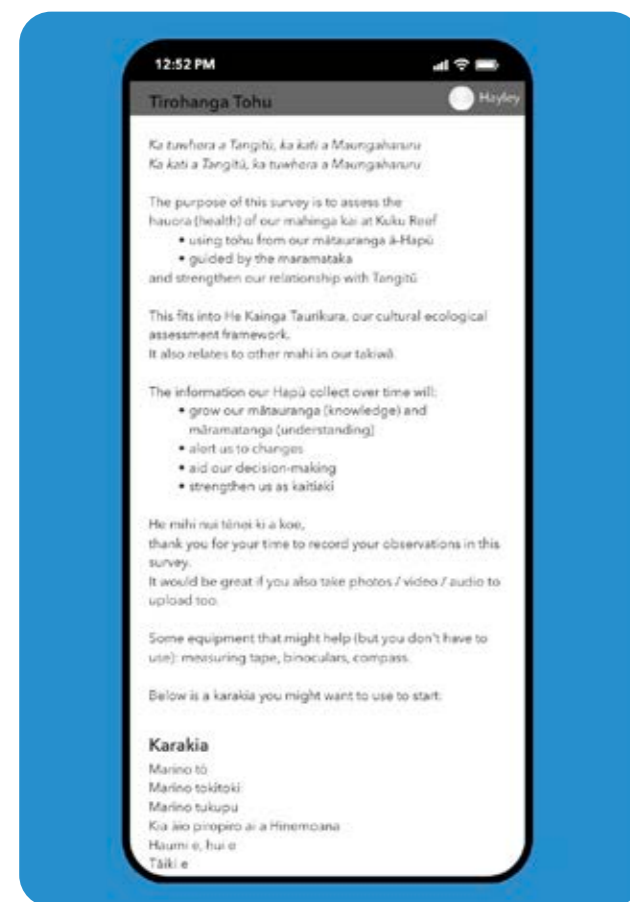 12:52 PM
Tirohanga Tohu
Hayley
Ka tuwhera a Tangitū, ka kati a Maungaharuru
Ka kati a Tangitū, ka tuwhera a Maungaharuru
The purpose of this survey is to assess the
hauora (health) of our mahinga kai at Kuku Reef
• using tohu from our mātauranga ā-Hapū
• guided by the maramataka
and strengthen our relationship with Tangitū
This fits into He Kainga Taurikura, our cultural ecological
assessment framework.
It also relates to other mahi in our takiwā.
The information our Hapū collect over time will:
• grow our mātauranga (knowledge) and
māramatanga (understanding)
• alert us to changes
• aid our decision-making
• strengthen us as kaitiaki
He mihi nui tēnei ki a koe,
thank you for your time to record your observations in this
survey.
It would be great if you also take photos / video / audio to
upload too.
Some equipment that might help (but you don't have to
use): measuring tape, binoculars, compass.
Below is a karakia you might want to use to start:
Karakia
Marino tō
Marino tokitoki
Marino tukupu
Kia āio piropiro ai a Hinemoana
Haumi e, hui e
Tāiki e